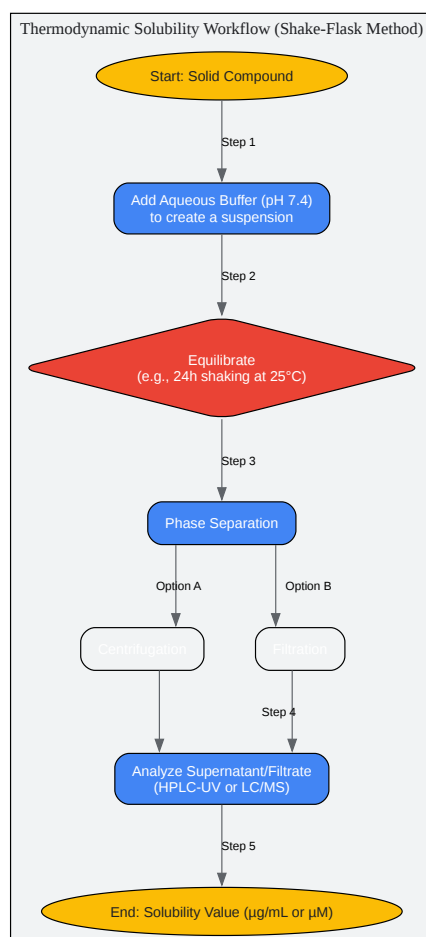 Thermodynamic Solubility Workflow (Shake-Flask Method)
Start: Solid Compound
Step 1
Add Aqueous Buffer (pH 7.4)
to create a suspension
Step 2
Equilibrate
(e.g., 24h shaking at 25°C)
Step 3
Phase Separation
Option A
Option B
Centrifugation
Filtration
Step 4
Analyze Supernatant/Filtrate
(HPLC-UV or LC/MS)
Step 5
End: Solubility Value (µg/mL or µM)